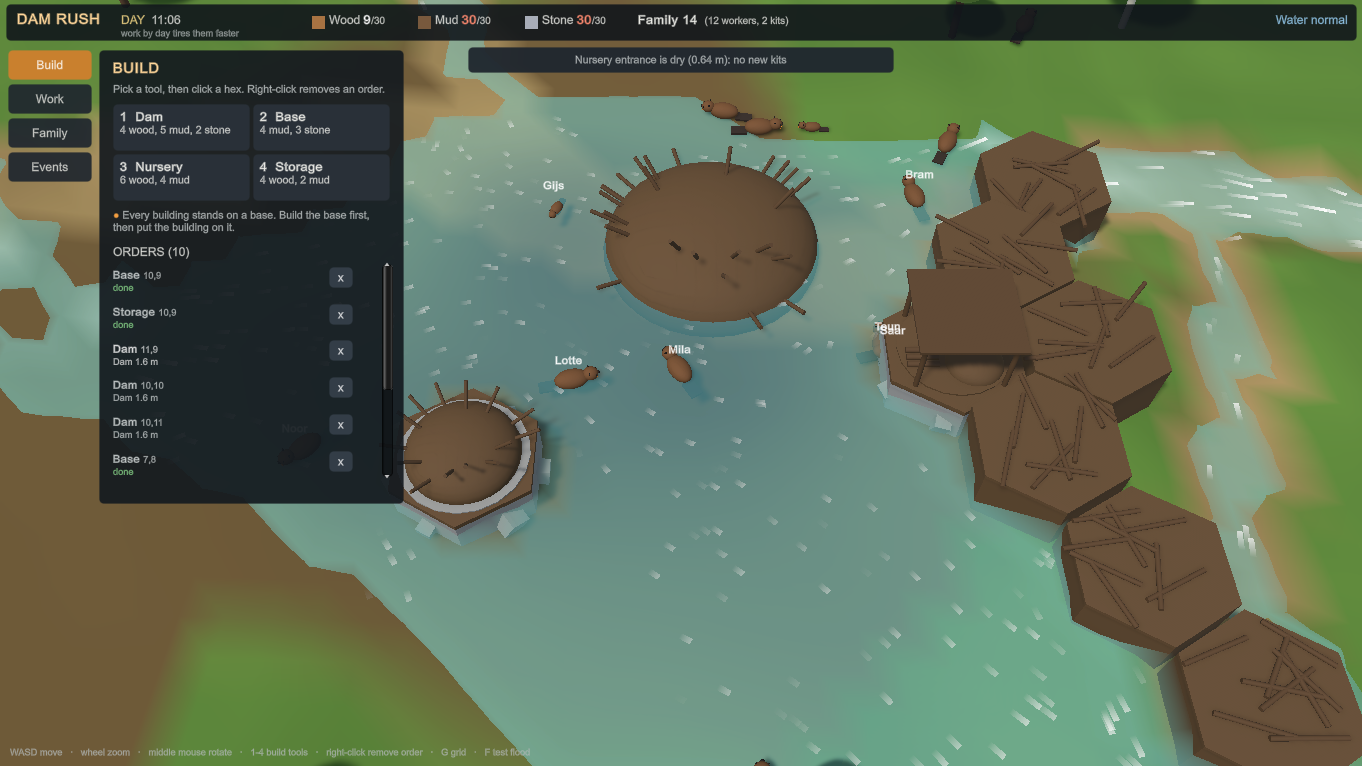 DAM RUSH
DAY 11:06
work by day tires them faster
Wood 9/30
Mud 30/30
Stone 30/30
Family 14 (12 workers, 2 kits)
Water normal
Nursery entrance is dry (0.64 m): no new kits
Build
Work
Family
Events
BUILD
Pick a tool, then click a hex. Right-click removes an order.
1 Dam
4 wood, 5 mud, 2 stone
2 Base
4 mud, 3 stone
3 Nursery
6 wood, 4 mud
4 Storage
4 wood, 2 mud
● Every building stands on a base. Build the base first,
then put the building on it.
ORDERS (10)
Base 10,9
done
x
Storage 10,9
done
x
Dam 11,9
Dam 1.6 m
x
Dam 10,10
Dam 1.6 m
x
Dam 10,11
Dam 1.6 m
x
Base 7,8
done
x
Noor
Gijs
Bram
Teun
Saar
Mila
Lotte
WASD move · wheel zoom · middle mouse rotate · 1-4 build tools · right-click remove order · G grid · F test flood